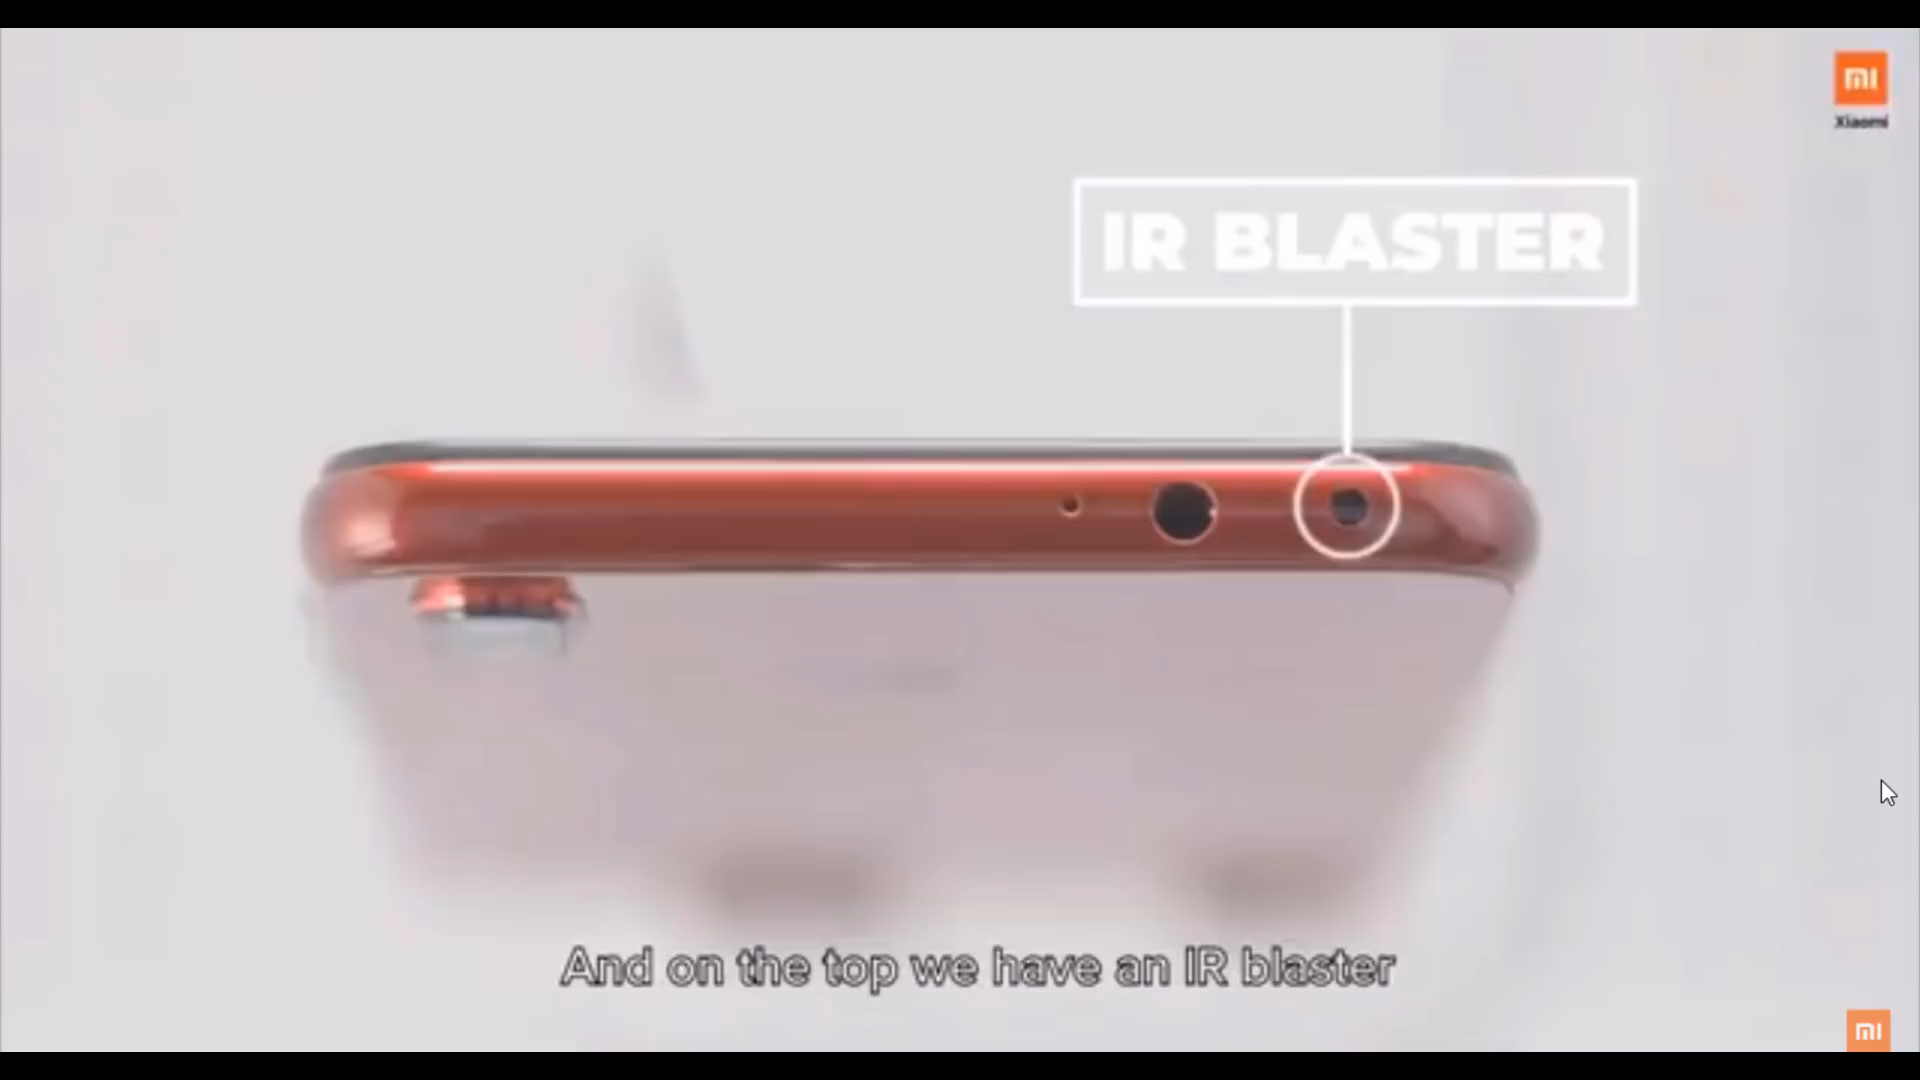 mi
Xiaomi
IR BLASTER
And on the top we have an IR blaster
mi